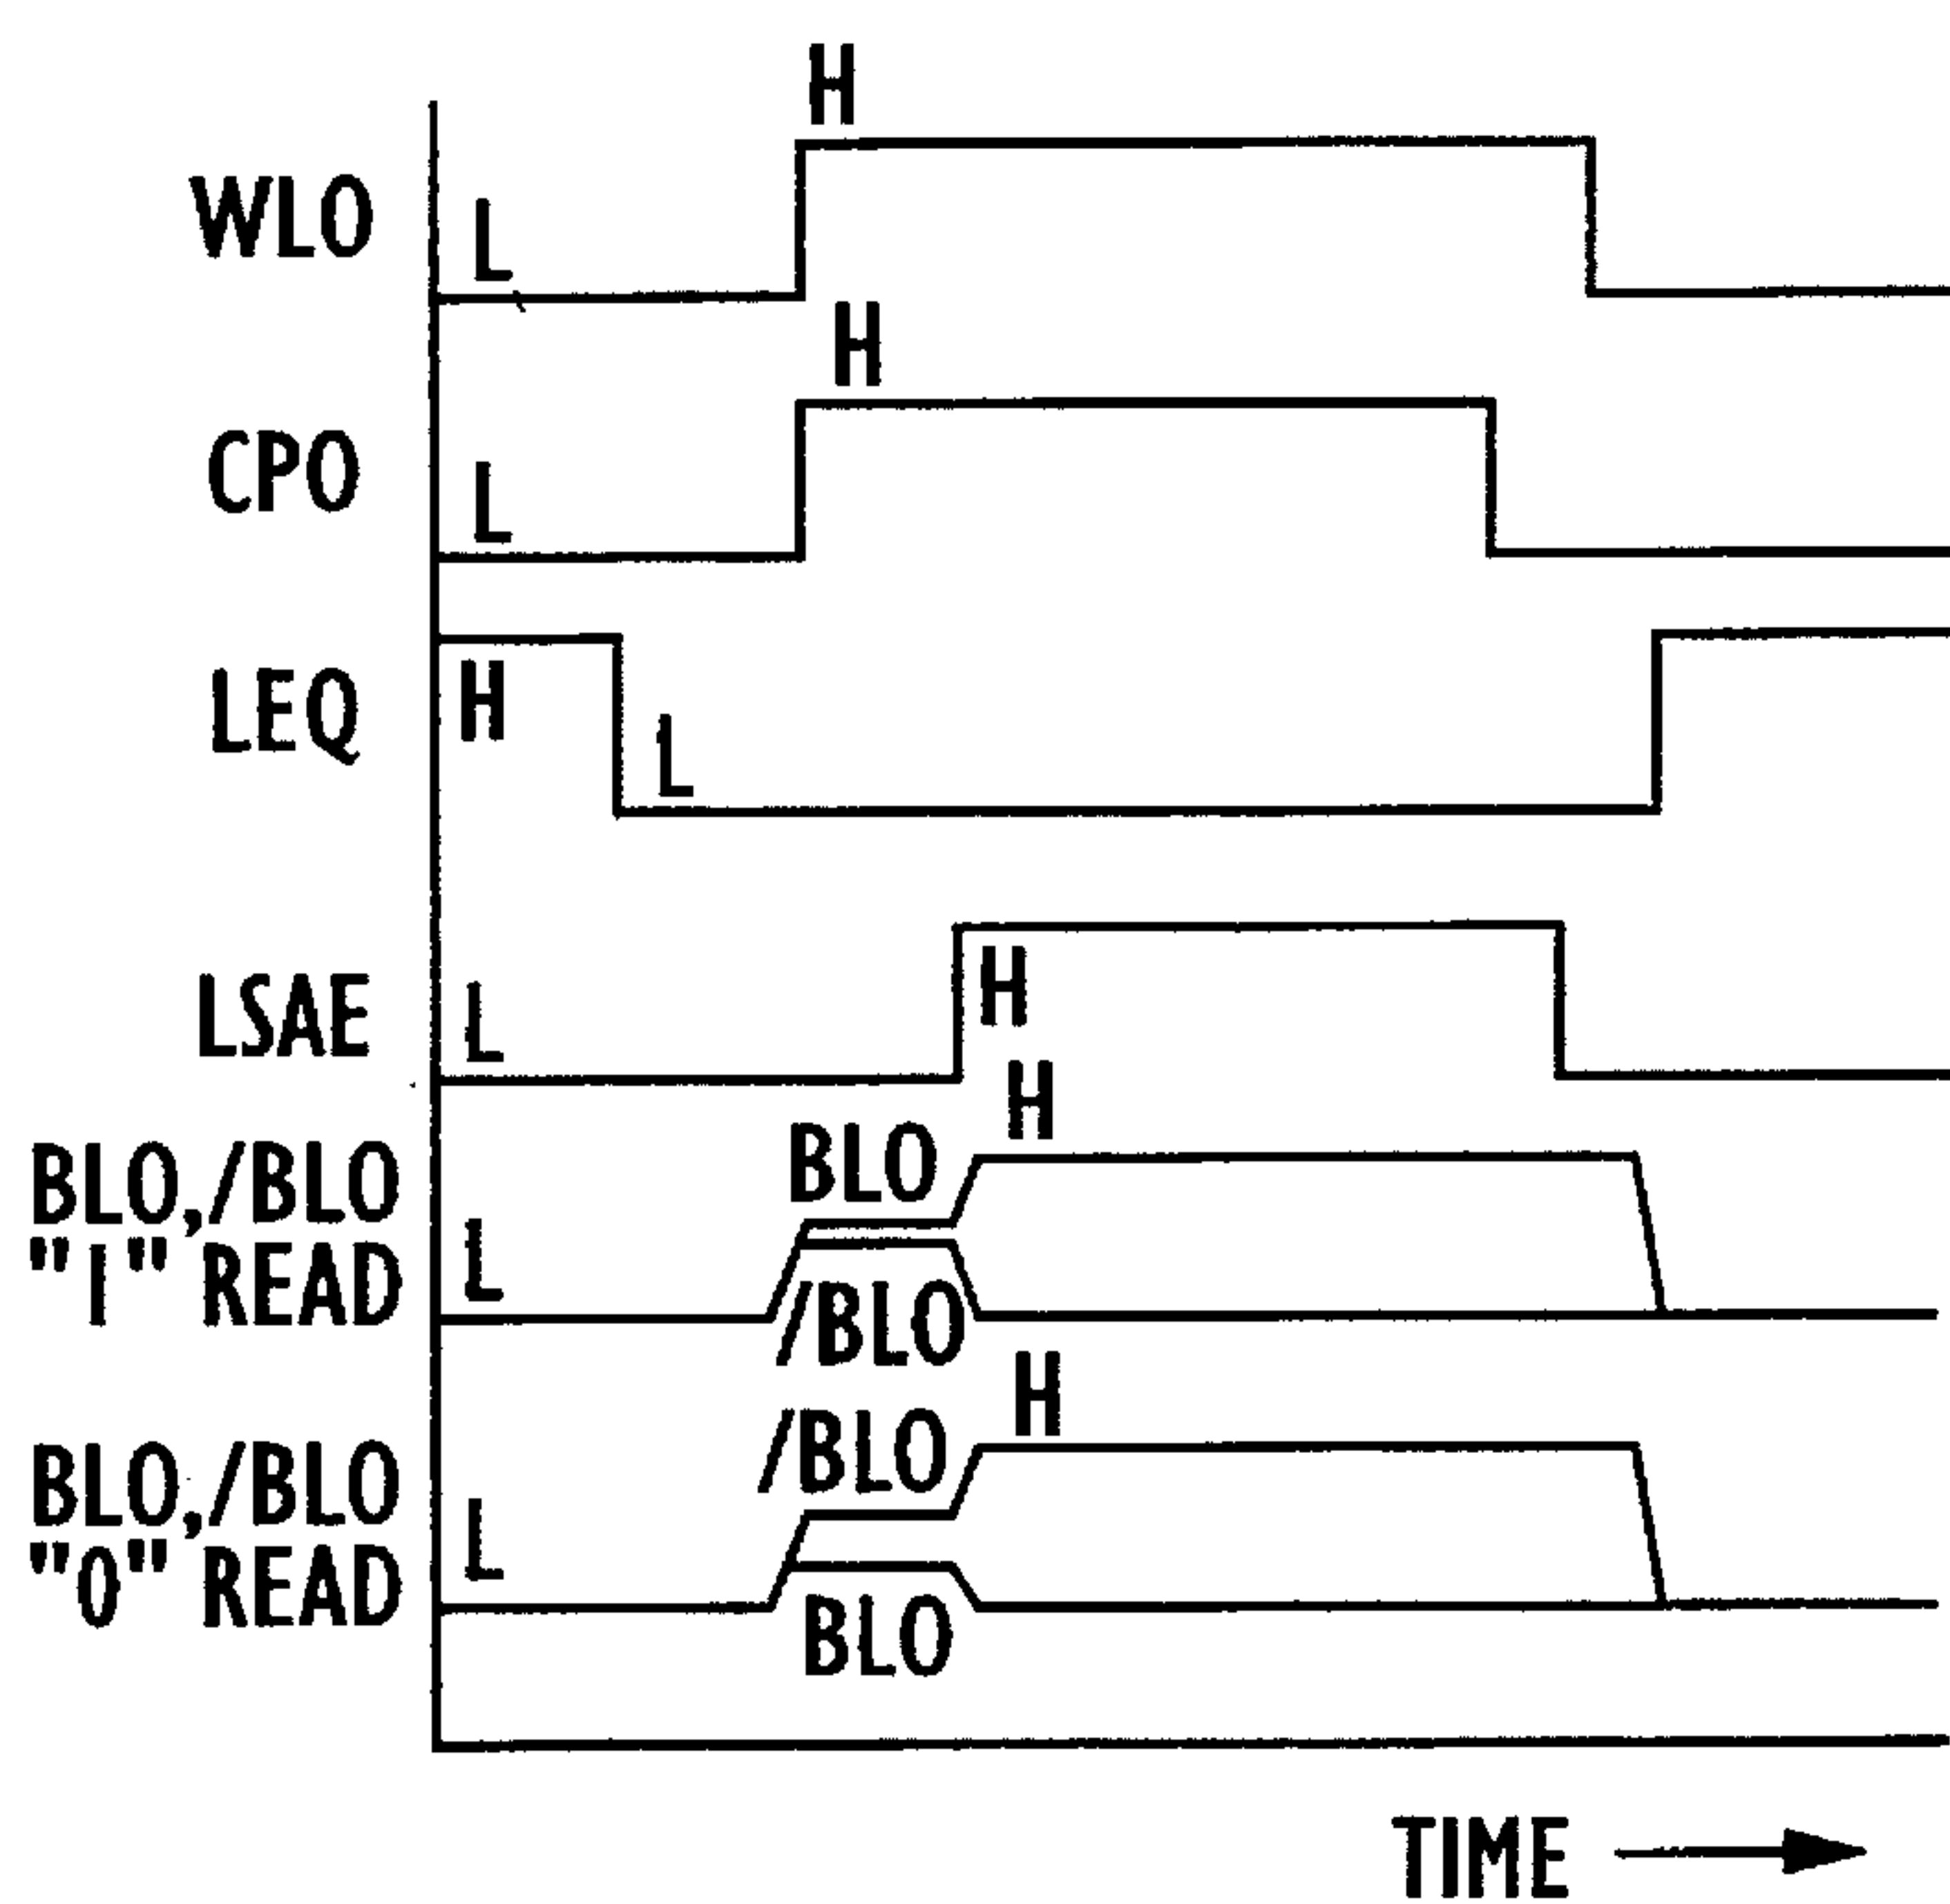 H
WLO
L
H
CPO
L
LEQ
H
L
LSAE
L
H
H
BLO
BLO,/BLO
"1" READ
L
/BLO
H
/BLO
BLO,/BLO
"0" READ
L
BLO
TIME